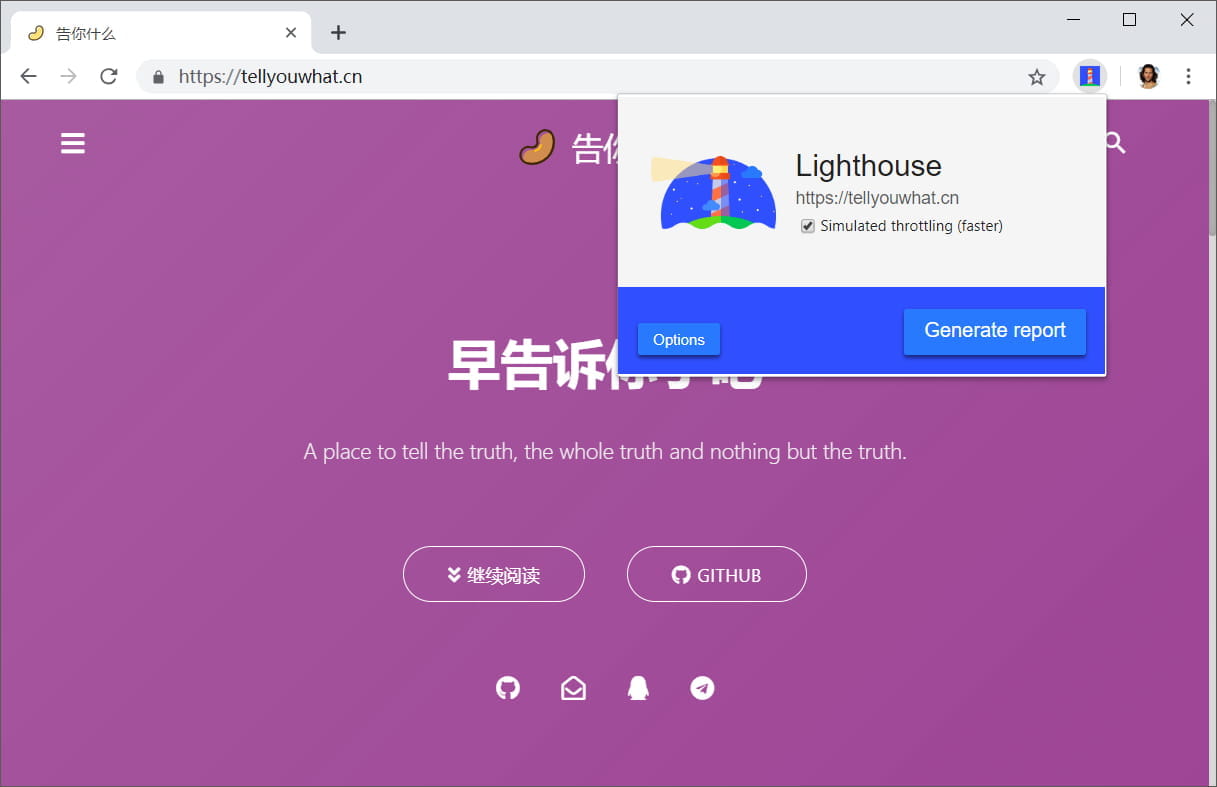 告你什么
https://tellyouwhat.cn
告你
Lighthouse
https://tellyouwhat.cn
Simulated throttling (faster)
Options
Generate report
早告诉你
A place to tell the truth, the whole truth and nothing but the truth.
继续阅读
GITHUB